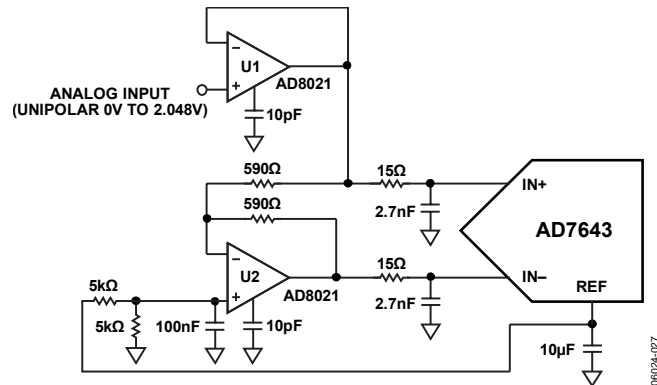 U1
AD8021
ANALOG INPUT
(UNIPOLAR 0V TO 2.048V)
10pF
590Ω
15Ω
IN+
590Ω
2.7nF
AD7643
15Ω
U2
IN–
5kΩ
AD8021
REF
5kΩ
100nF
10pF
2.7nF
10µF
06024-027